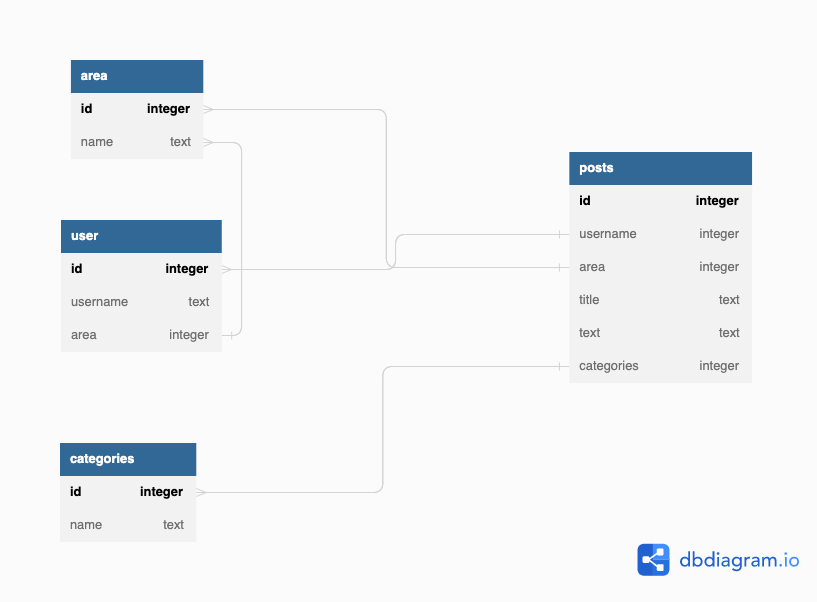 area
id integer
name text
user
id integer
username text
area integer
categories
id integer
name text
posts
id integer
username integer
area integer
title text
text text
categories integer
dbdiagram.io